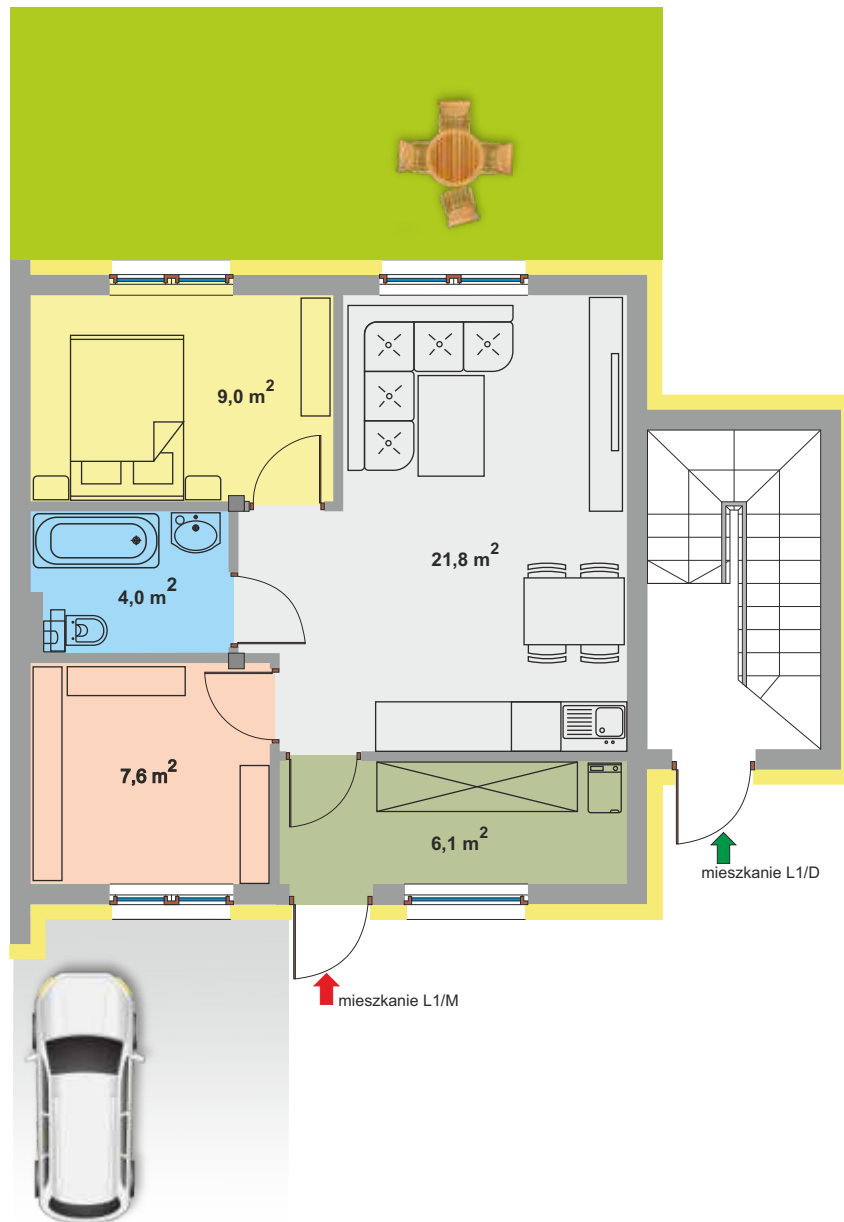 9,0 m²
21,8 m²
4,0 m²
7,6 m²
6,1 m²
mieszkanie L1/D
mieszkanie L1/M